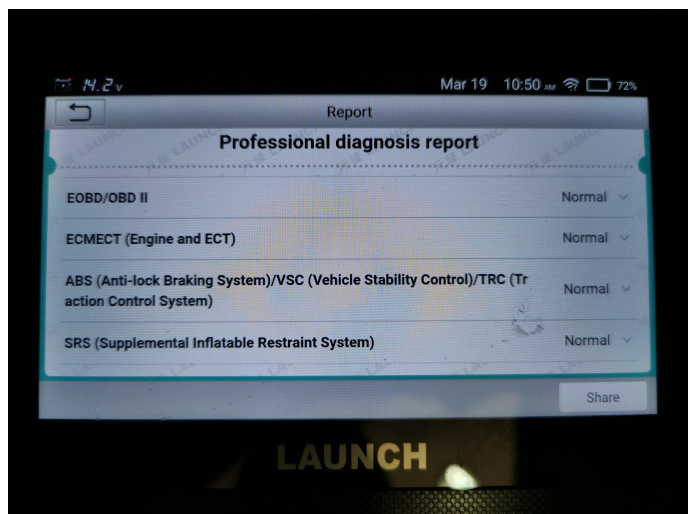 14.2 v Mar 19 10:50 AM 72%
Report
Professional diagnosis report
EOBD/OBD II Normal
ECMECT (Engine and ECT) Normal
ABS (Anti-lock Braking System)/VSC (Vehicle Stability Control)/TRC (Tr
action Control System) Normal
SRS (Supplemental Inflatable Restraint System) Normal
Share
LAUNCH